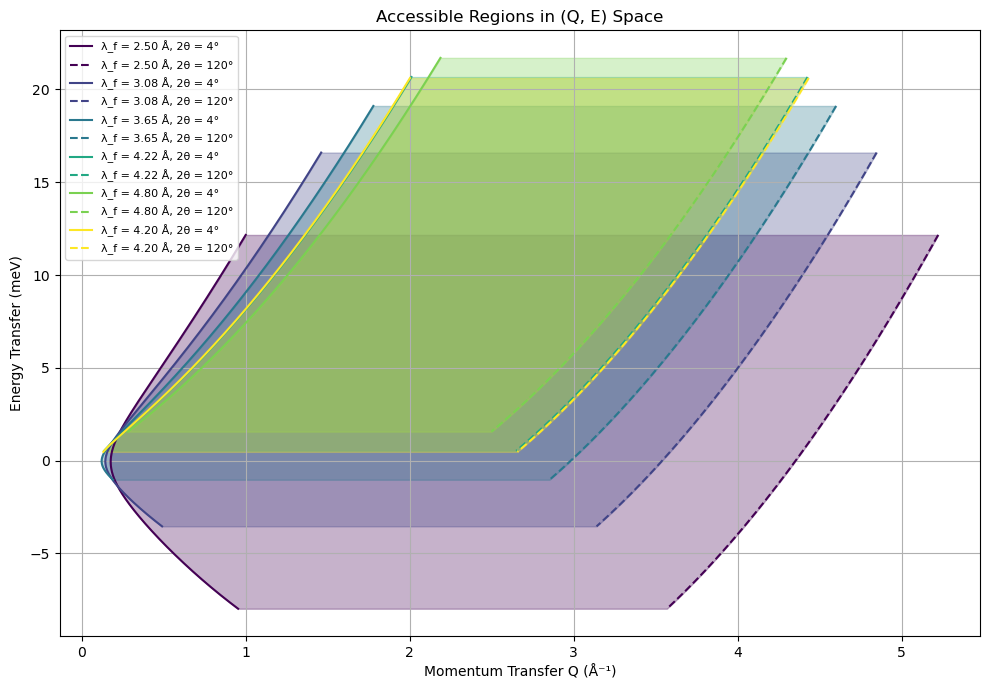 Accessible Regions in (Q, E) Space
λ_f = 2.50 Å, 2θ = 4°
λ_f = 2.50 Å, 2θ = 120°
λ_f = 3.08 Å, 2θ = 4°
λ_f = 3.08 Å, 2θ = 120°
λ_f = 3.65 Å, 2θ = 4°
λ_f = 3.65 Å, 2θ = 120°
λ_f = 4.22 Å, 2θ = 4°
λ_f = 4.22 Å, 2θ = 120°
λ_f = 4.80 Å, 2θ = 4°
λ_f = 4.80 Å, 2θ = 120°
λ_f = 4.20 Å, 2θ = 4°
λ_f = 4.20 Å, 2θ = 120°
Energy Transfer (meV)
20
15
10
5
0
−5
0 1 2 3 4 5
Momentum Transfer Q (Å⁻¹)